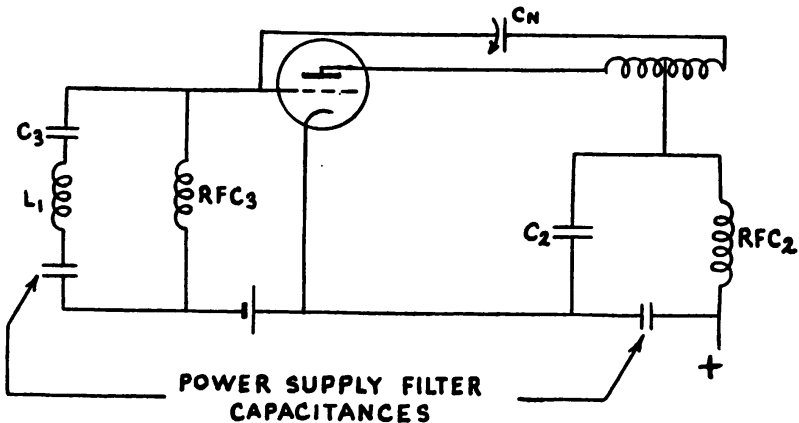 CN
C3
L1
RFC3
C2
RFC2
+
POWER SUPPLY FILTER
CAPACITANCES